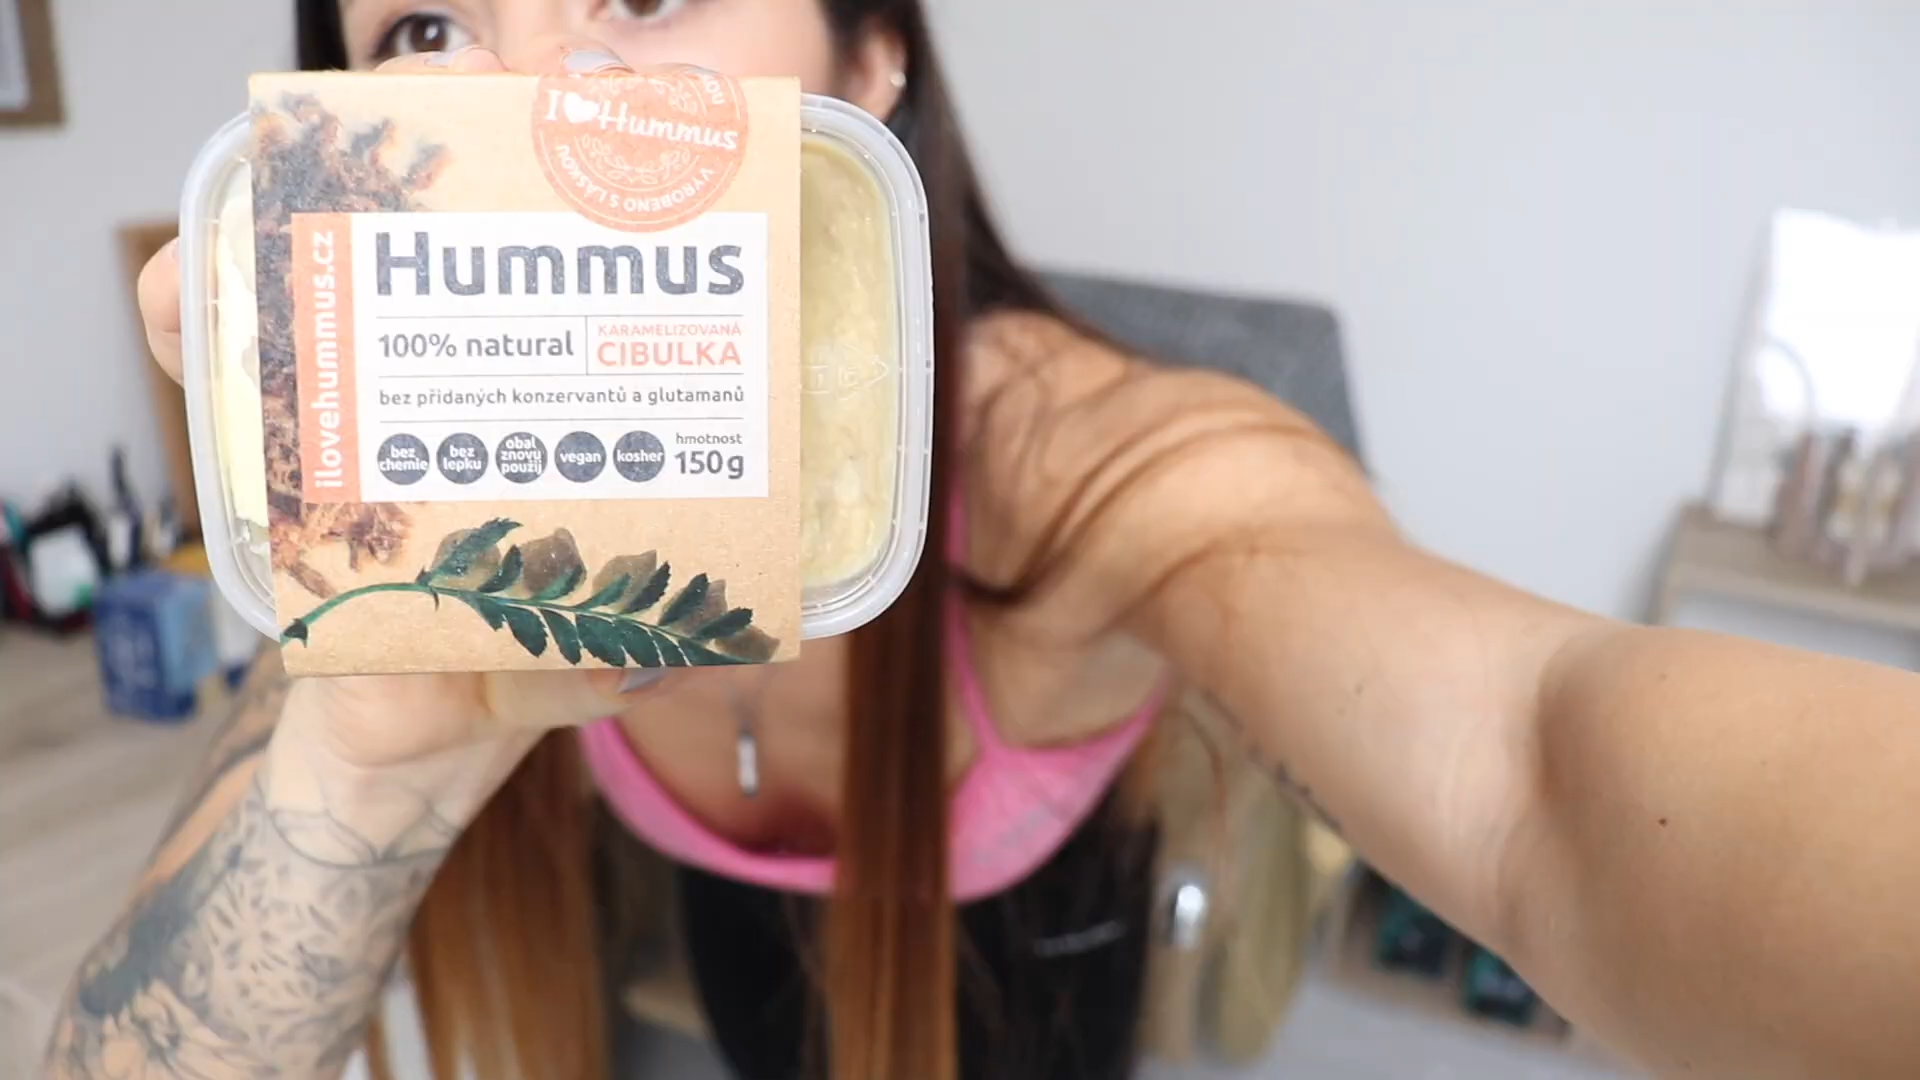 I Hummus
VYROBENO S LÁSKOU
ilovehummus.cz
Hummus
100% natural
KARAMELIZOVANÁ
CIBULKA
bez přidaných konzervantů a glutamanů
bez
chemie
bez
lepku
obal
znovu
použij
vegan
kosher
hmotnost
150g